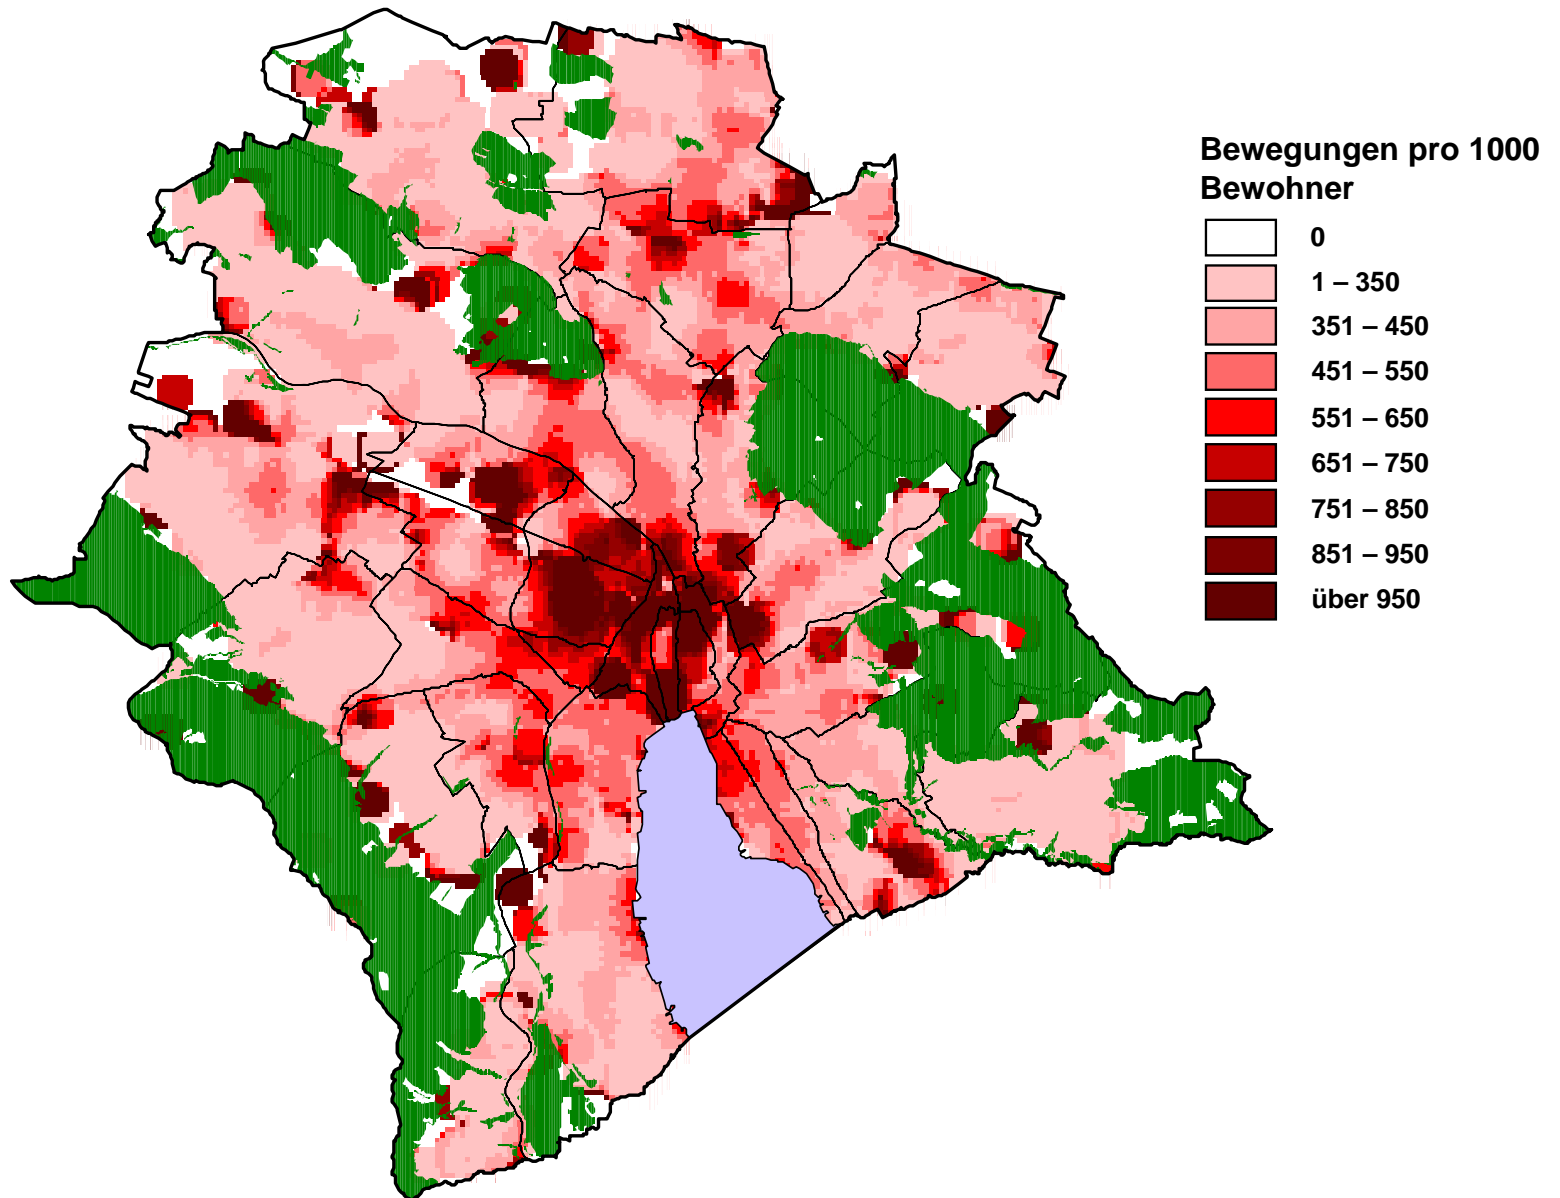 Bewegungen pro 1000
Bewohner
0
1 – 350
351 – 450
451 – 550
551 – 650
651 – 750
751 – 850
851 – 950
über 950